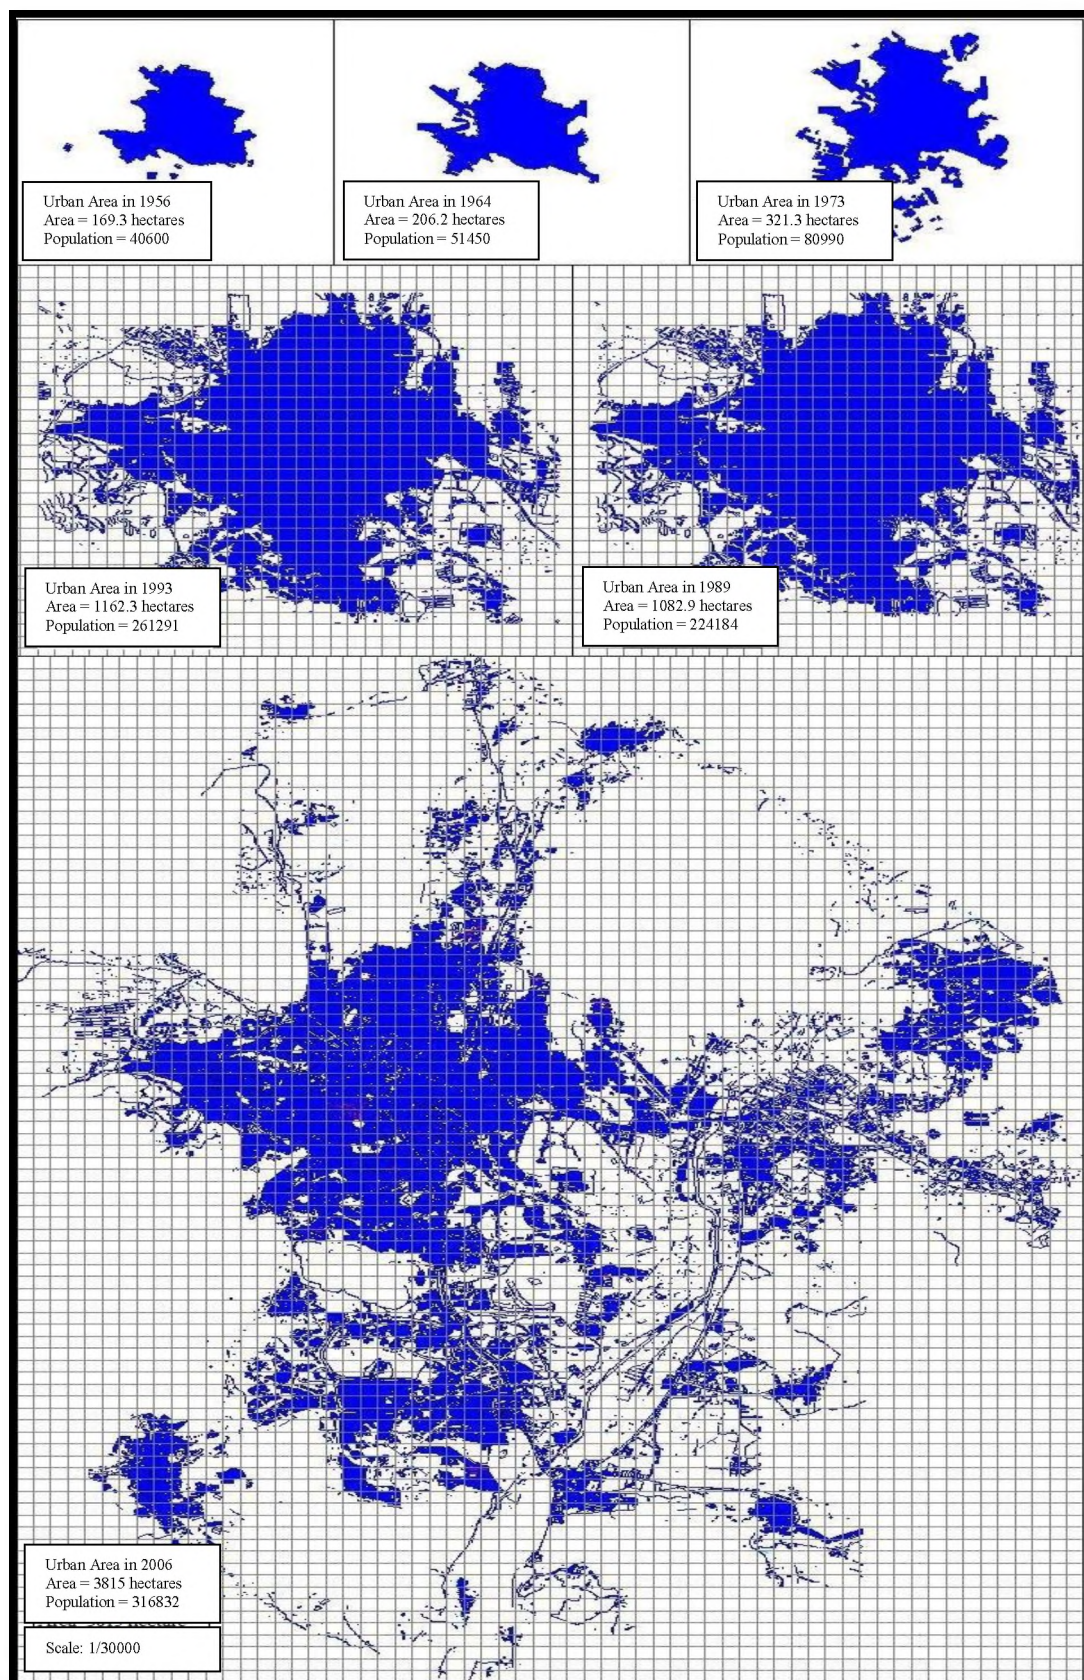 Urban Area in 1956
Area = 169.3 hectares
Population = 40600
Urban Area in 1964
Area = 206.2 hectares
Population = 51450
Urban Area in 1973
Area = 321.3 hectares
Population = 80990
Urban Area in 1993
Area = 1162.3 hectares
Population = 261291
Urban Area in 1989
Area = 1082.9 hectares
Population = 224184
Urban Area in 2006
Area = 3815 hectares
Population = 316832
Scale: 1/30000